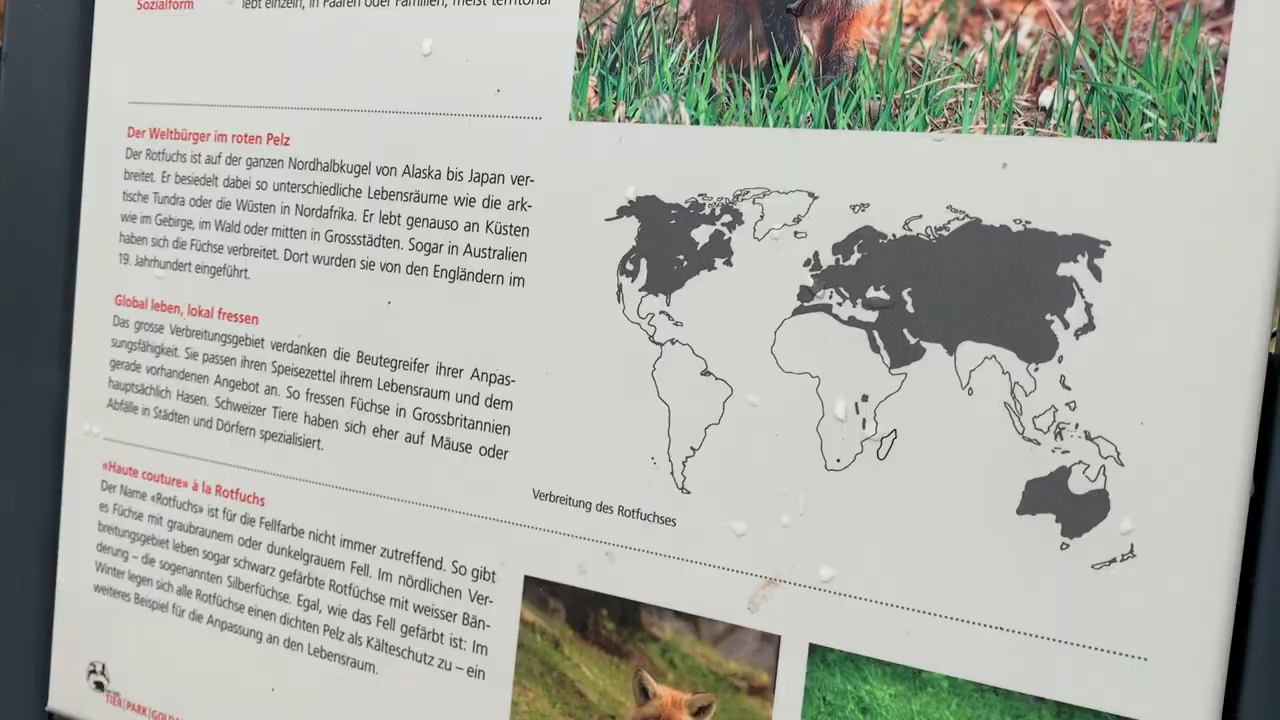 Sozialform
lebt einzeln, in Paaren oder Familien, meist territorial
Der Weltbürger im roten Pelz
Der Rotfuchs ist auf der ganzen Nordhalbkugel von Alaska bis Japan ver-
breitet. Er besiedelt dabei so unterschiedliche Lebensräume wie die ark-
tische Tundra oder die Wüsten in Nordafrika. Er lebt genauso an Küsten
wie im Gebirge, im Wald oder mitten in Grossstädten. Sogar in Australien
haben sich die Füchse verbreitet. Dort wurden sie von den Engländern im
19. Jahrhundert eingeführt.
Global leben, lokal fressen
Das grosse Verbreitungsgebiet verdanken die Beutegreifer ihrer Anpas-
sungsfähigkeit. Sie passen ihren Speisezettel ihrem Lebensraum und dem
gerade vorhandenen Angebot an. So fressen Füchse in Grossbritannien
hauptsächlich Hasen. Schweizer Tiere haben sich eher auf Mäuse oder
Abfälle in Städten und Dörfern spezialisiert.
Verbreitung des Rotfuchses
«Haute couture» à la Rotfuchs
Der Name «Rotfuchs» ist für die Fellfarbe nicht immer zutreffend. So gibt
es Füchse mit graubraunem oder dunkelgrauem Fell. Im nördlichen Ver-
breitungsgebiet leben sogar schwarz gefärbte Rotfüchse mit weisser Bän-
derung – die sogenannten Silberfüchse. Egal, wie das Fell gefärbt ist: Im
Winter legen sich alle Rotfüchse einen dichten Pelz als Kälteschutz zu – ein
weiteres Beispiel für die Anpassung an den Lebensraum.
TIER|PARK|GOLD